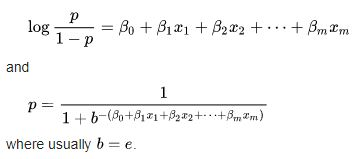 log p/(1 − p) = β₀ + β₁x₁ + β₂x₂ + ⋯ + βₘxₘ
and
p = 1/(1 + b^−(β₀+β₁x₁+β₂x₂+⋯+βₘxₘ))
where usually b = e.